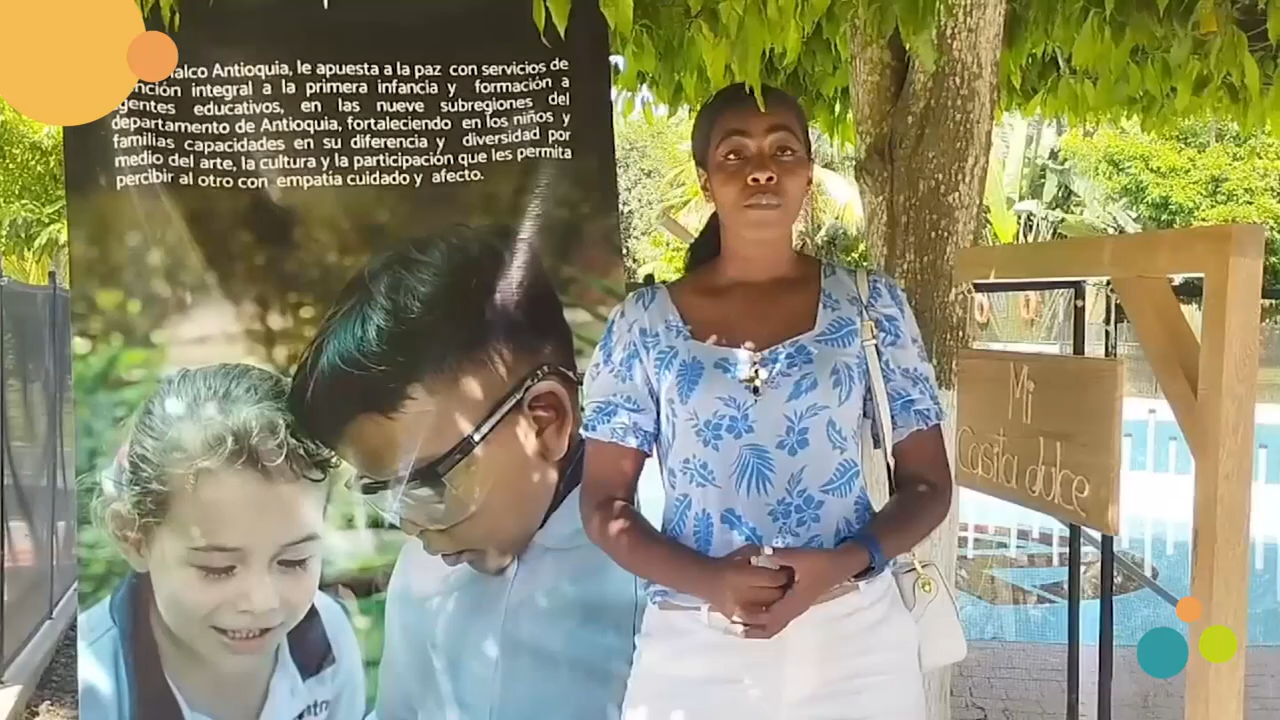 alco Antioquia, le apuesta a la paz con servicios de
nción integral a la primera infancia y formación a
gentes educativos, en las nueve subregiones del
departamento de Antioquia, fortaleciendo en los niños y
familias capacidades en su diferencia y diversidad por
medio del arte, la cultura y la participación que les permita
percibir al otro con empatía cuidado y afecto.
Mi
Casita dulce